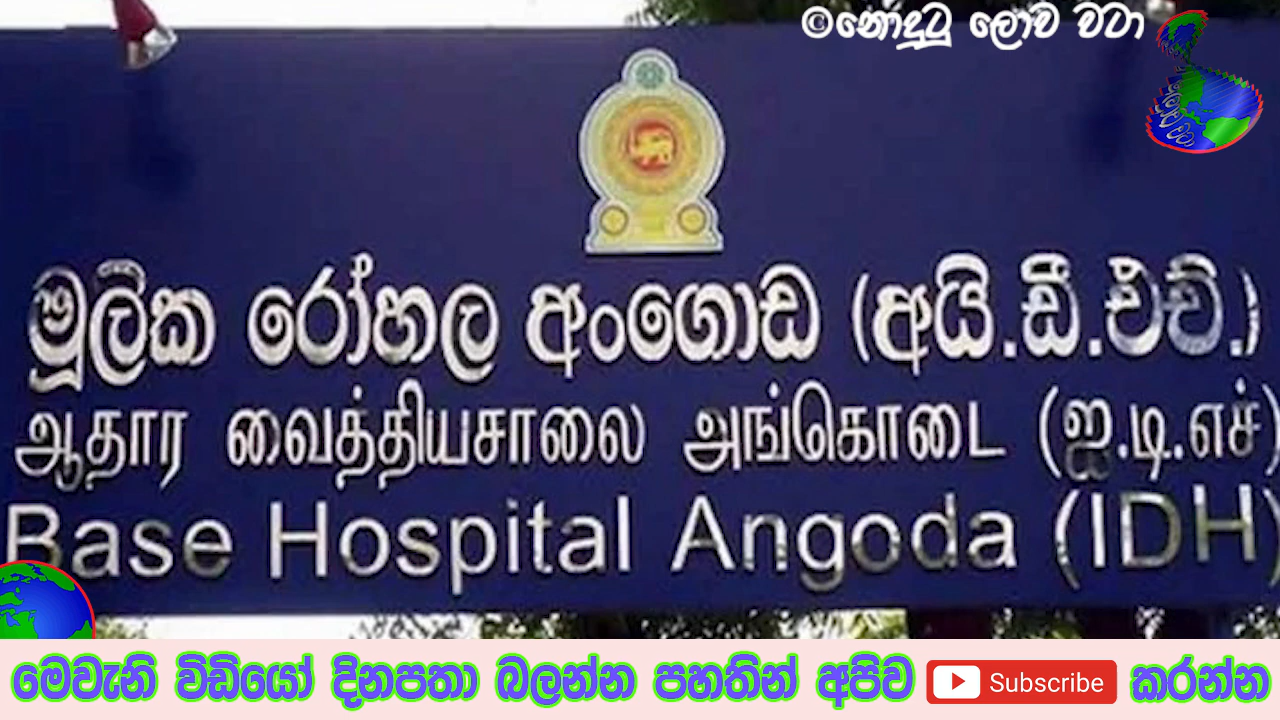 ©නොදුටු ලොව වටා
මූලික රෝහල අංගොඩ (අයි.ඩී.එච්.)
ஆதார வைத்தியசாலை அங்கொடை (ஐ.டி.எச்)
Base Hospital Angoda (IDH)
මෙවැනි විඩියෝ දිනපතා බලන්න පහතින් අපිව Subscribe කරන්න